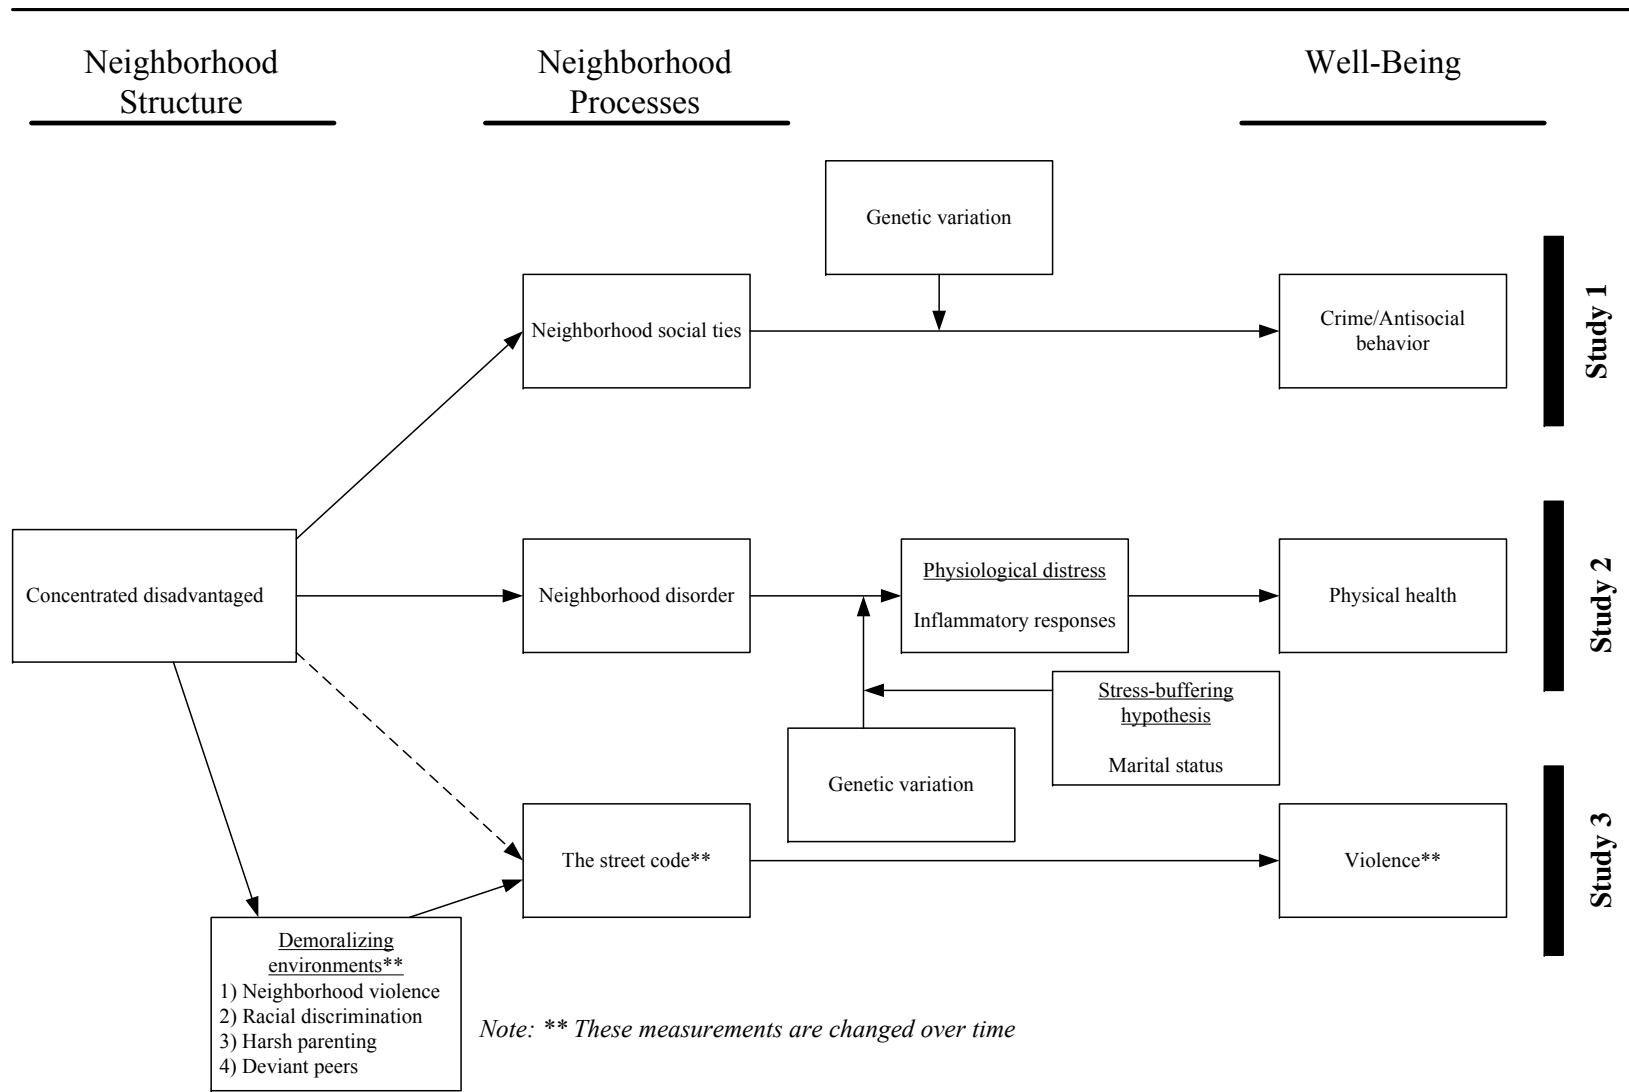 Neighborhood
Structure
Neighborhood
Processes
Well-Being
Genetic variation
Neighborhood social ties
Crime/Antisocial
behavior
Study 1
Concentrated disadvantaged
Neighborhood disorder
Physiological distress
Inflammatory responses
Physical health
Study 2
Stress-buffering
hypothesis
Marital status
Genetic variation
The street code**
Violence**
Study 3
Demoralizing
environments**
1) Neighborhood violence
2) Racial discrimination
3) Harsh parenting
4) Deviant peers
Note: ** These measurements are changed over time